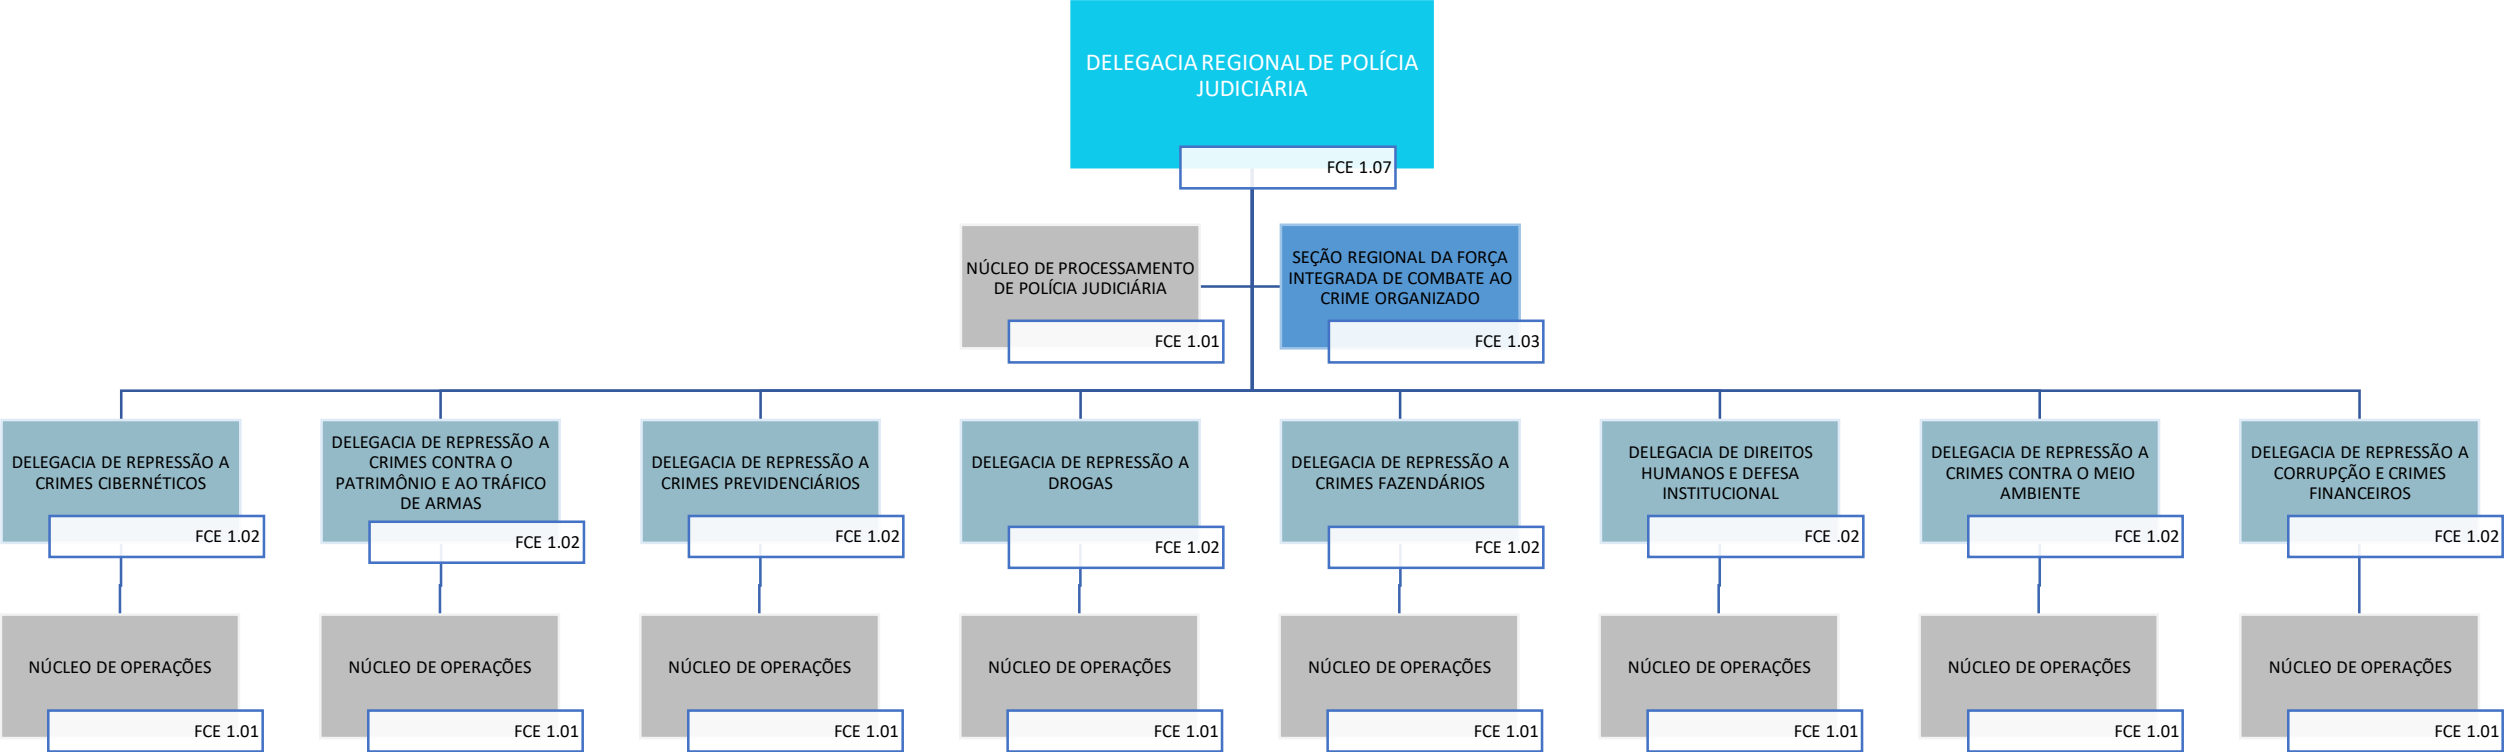 DELEGACIA REGIONAL DE POLÍCIA
JUDICIÁRIA
FCE 1.07
NÚCLEO DE PROCESSAMENTO
DE POLÍCIA JUDICIÁRIA
FCE 1.01
SEÇÃO REGIONAL DA FORÇA
INTEGRADA DE COMBATE AO
CRIME ORGANIZADO
FCE 1.03
DELEGACIA DE REPRESSÃO A
CRIMES CIBERNÉTICOS
FCE 1.02
DELEGACIA DE REPRESSÃO A
CRIMES CONTRA O
PATRIMÔNIO E AO TRÁFICO
DE ARMAS
FCE 1.02
DELEGACIA DE REPRESSÃO A
CRIMES PREVIDENCIÁRIOS
FCE 1.02
DELEGACIA DE REPRESSÃO A
DROGAS
FCE 1.02
DELEGACIA DE REPRESSÃO A
CRIMES FAZENDÁRIOS
FCE 1.02
DELEGACIA DE DIREITOS
HUMANOS E DEFESA
INSTITUCIONAL
FCE .02
DELEGACIA DE REPRESSÃO A
CRIMES CONTRA O MEIO
AMBIENTE
FCE 1.02
DELEGACIA DE REPRESSÃO A
CORRUPÇÃO E CRIMES
FINANCEIROS
FCE 1.02
NÚCLEO DE OPERAÇÕES
FCE 1.01
NÚCLEO DE OPERAÇÕES
FCE 1.01
NÚCLEO DE OPERAÇÕES
FCE 1.01
NÚCLEO DE OPERAÇÕES
FCE 1.01
NÚCLEO DE OPERAÇÕES
FCE 1.01
NÚCLEO DE OPERAÇÕES
FCE 1.01
NÚCLEO DE OPERAÇÕES
FCE 1.01
NÚCLEO DE OPERAÇÕES
FCE 1.01